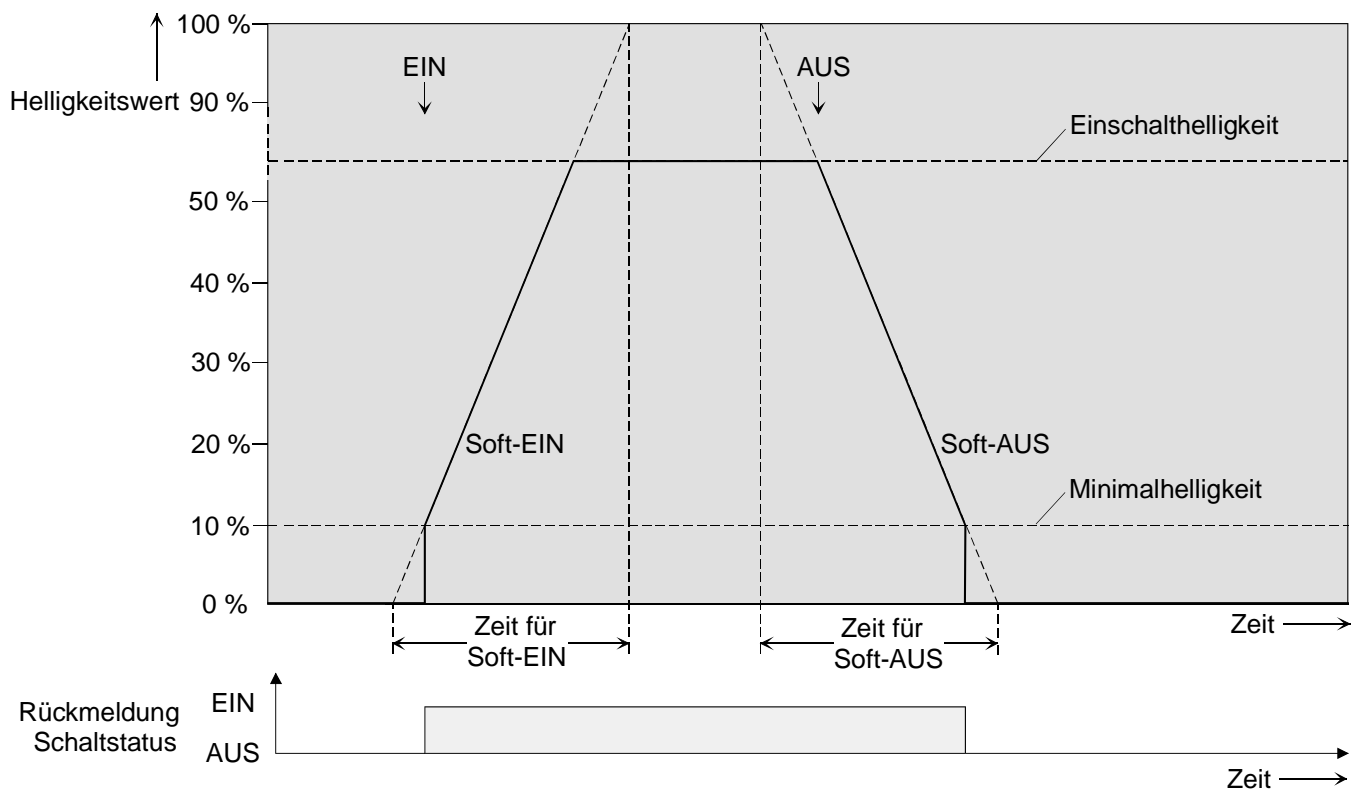 100 %
EIN
AUS
Helligkeitswert
90 %
Einschalthelligkeit
50 %
40 %
30 %
20 %
Soft-EIN
Soft-AUS
Minimalhelligkeit
10 %
0 %
Zeit für
Soft-EIN
Zeit für
Soft-AUS
Zeit
Rückmeldung
Schaltstatus
EIN
AUS
Zeit